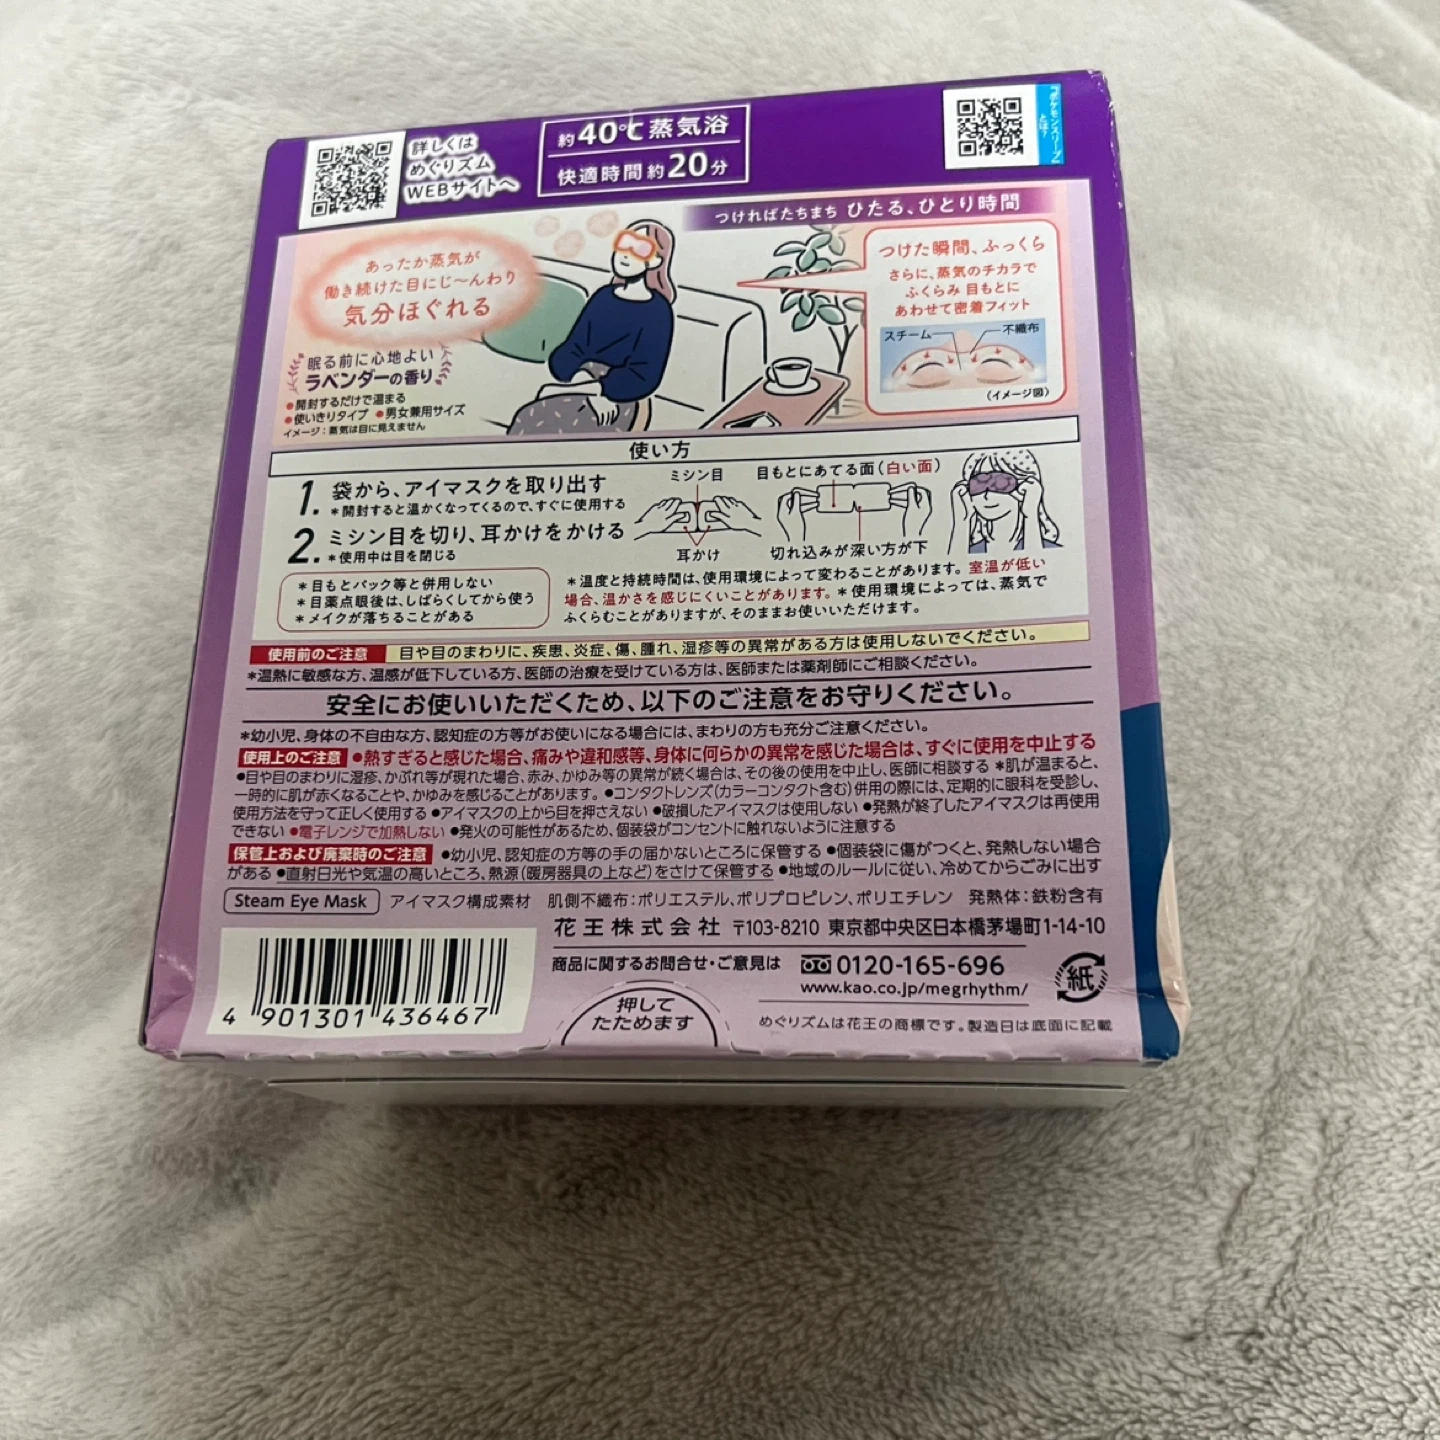 詳しくは
めぐりズム
WEBサイトへ
約40℃蒸気浴
快適時間約20分
『ポケモンスリープ』
とは?
つければたちまち ひたる、ひとり時間
あったか蒸気が
働き続けた目にじ〜んわり
気分ほぐれる
つけた瞬間、ふっくら
さらに、蒸気のチカラで
ふくらみ 目もとに
あわせて密着フィット
スチーム
不織布
(イメージ図)
眠る前に心地よい
ラベンダーの香り
●開封するだけで温まる
●使いきりタイプ ●男女兼用サイズ
イメージ:蒸気は目に見えません
使い方
1. 袋から、アイマスクを取り出す
＊開封すると温かくなってくるので、すぐに使用する
2. ミシン目を切り、耳かけをかける
＊使用中は目を閉じる
ミシン目
耳かけ
目もとにあてる面(白い面)
切れ込みが深い方が下
＊目もとパック等と併用しない
＊目薬点眼後は、しばらくしてから使う
＊メイクが落ちることがある
＊温度と持続時間は、使用環境によって変わることがあります。室温が低い
場合、温かさを感じにくいことがあります。＊使用環境によっては、蒸気で
ふくらむことがありますが、そのままお使いいただけます。
使用前のご注意 目や目のまわりに、疾患、炎症、傷、腫れ、湿疹等の異常がある方は使用しないでください。
＊温熱に敏感な方、温感が低下している方、医師の治療を受けている方は、医師または薬剤師にご相談ください。
安全にお使いいただくため、以下のご注意をお守りください。
＊幼小児、身体の不自由な方、認知症の方等がお使いになる場合には、まわりの方も充分ご注意ください。
使用上のご注意 ●熱すぎると感じた場合、痛みや違和感等、身体に何らかの異常を感じた場合は、すぐに使用を中止する
●目や目のまわりに湿疹、かぶれ等が現れた場合、赤み、かゆみ等の異常が続く場合は、その後の使用を中止し、医師に相談する ＊肌が温まると、
一時的に肌が赤くなることや、かゆみを感じることがあります。●コンタクトレンズ(カラーコンタクト含む)併用の際には、定期的に眼科を受診し、
使用方法を守って正しく使用する ●アイマスクの上から目を押さえない ●破損したアイマスクは使用しない ●発熱が終了したアイマスクは再使用
できない ●電子レンジで加熱しない ●発火の可能性があるため、個装袋がコンセントに触れないように注意する
保管上および廃棄時のご注意 ●幼小児、認知症の方等の手の届かないところに保管する ●個装袋に傷がつくと、発熱しない場合
がある ●直射日光や気温の高いところ、熱源(暖房器具の上など)をさけて保管する ●地域のルールに従い、冷めてからごみに出す
Steam Eye Mask アイマスク構成素材 肌側不織布:ポリエステル、ポリプロピレン、ポリエチレン 発熱体:鉄粉含有
花王株式会社 〒103-8210 東京都中央区日本橋茅場町1-14-10
商品に関するお問合せ・ご意見は 0120-165-696
www.kao.co.jp/megrhythm/
紙
4 901301 436467
押して
たためます
めぐりズムは花王の商標です。製造日は底面に記載